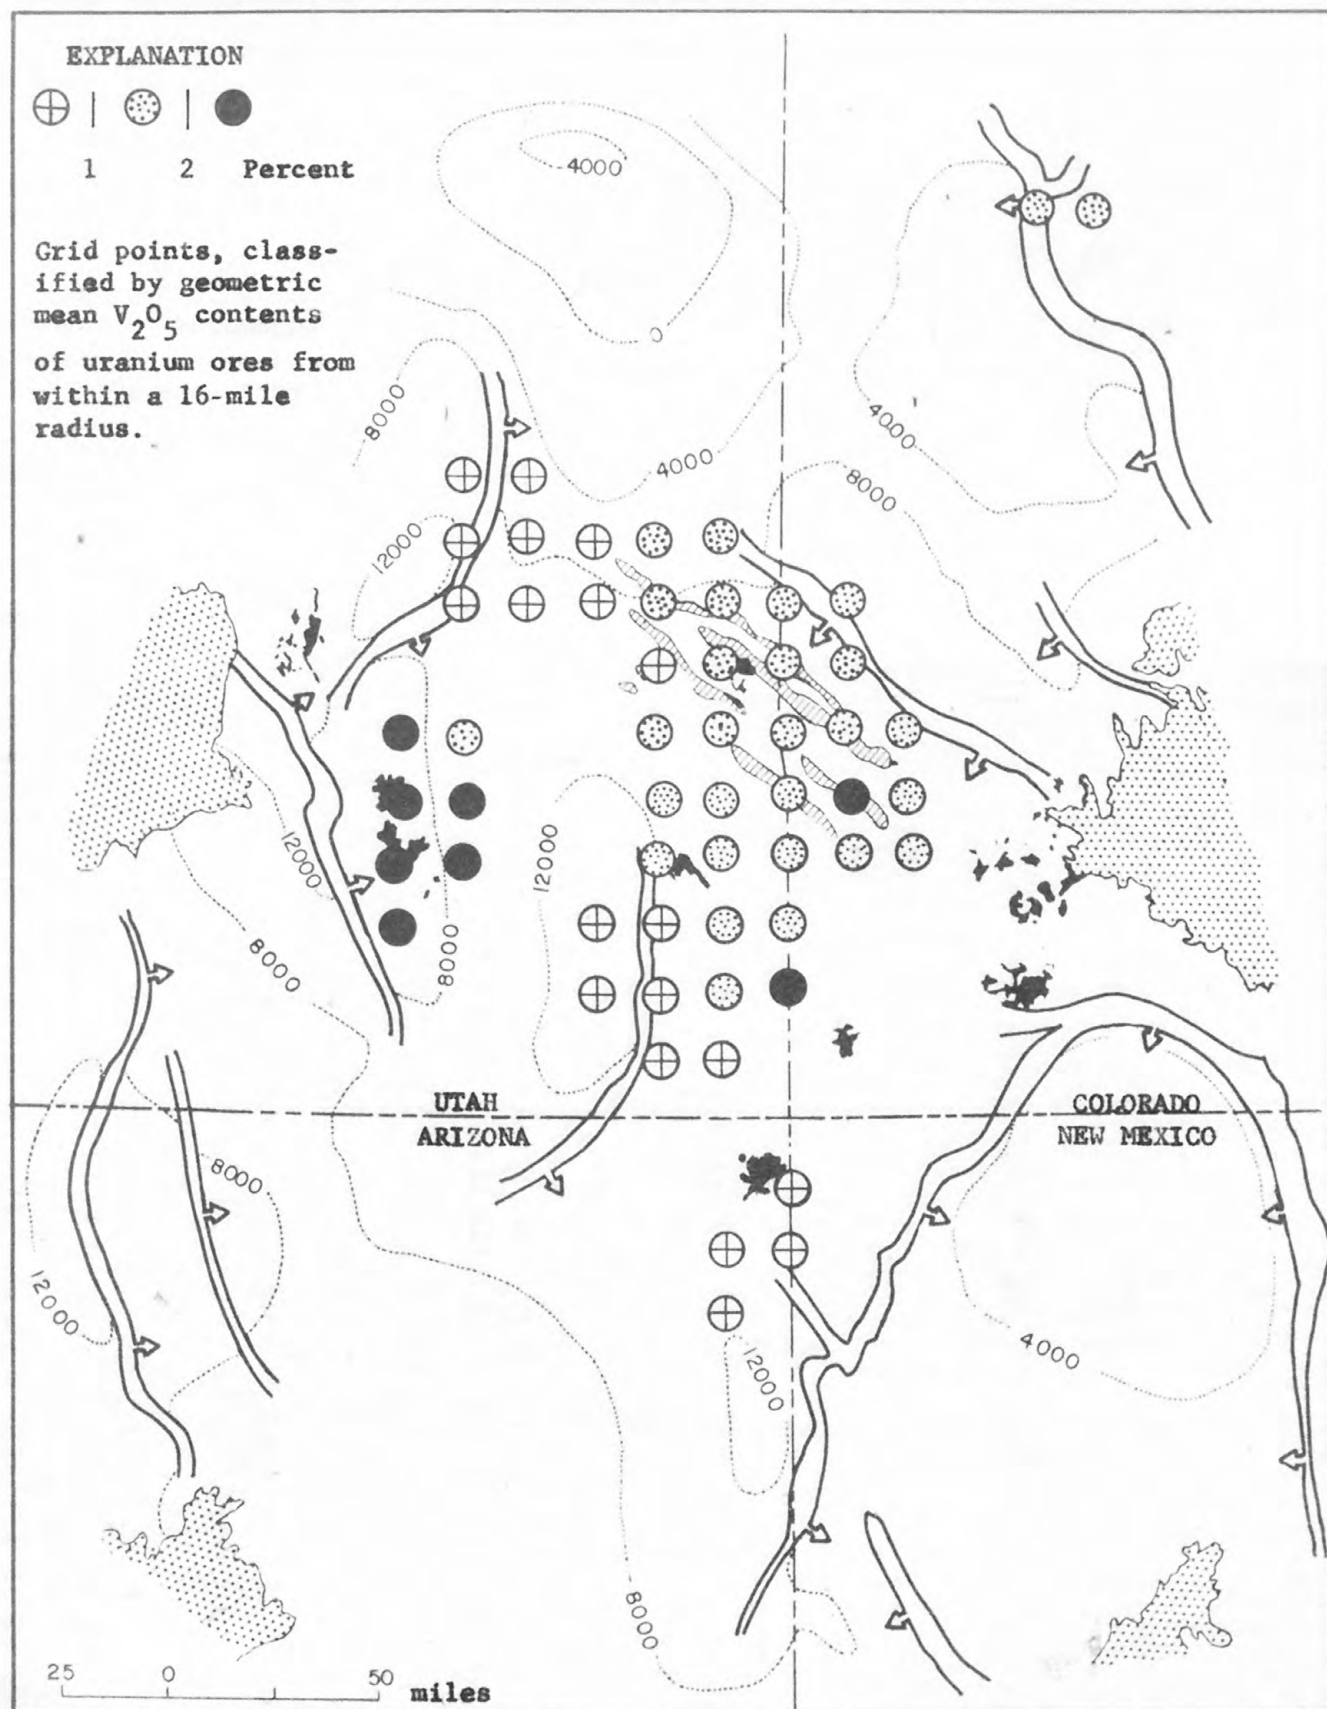 EXPLANATION
1 2 Percent
Grid points, class-
ified by geometric
mean V2O5 contents
of uranium ores from
within a 16-mile
radius.
4000
0
8000
4000
4000
8000
12000
12000
12000
8000
8000
UTAH
ARIZONA
COLORADO
NEW MEXICO
8000
12000
12000
4000
8000
25 0 50 miles